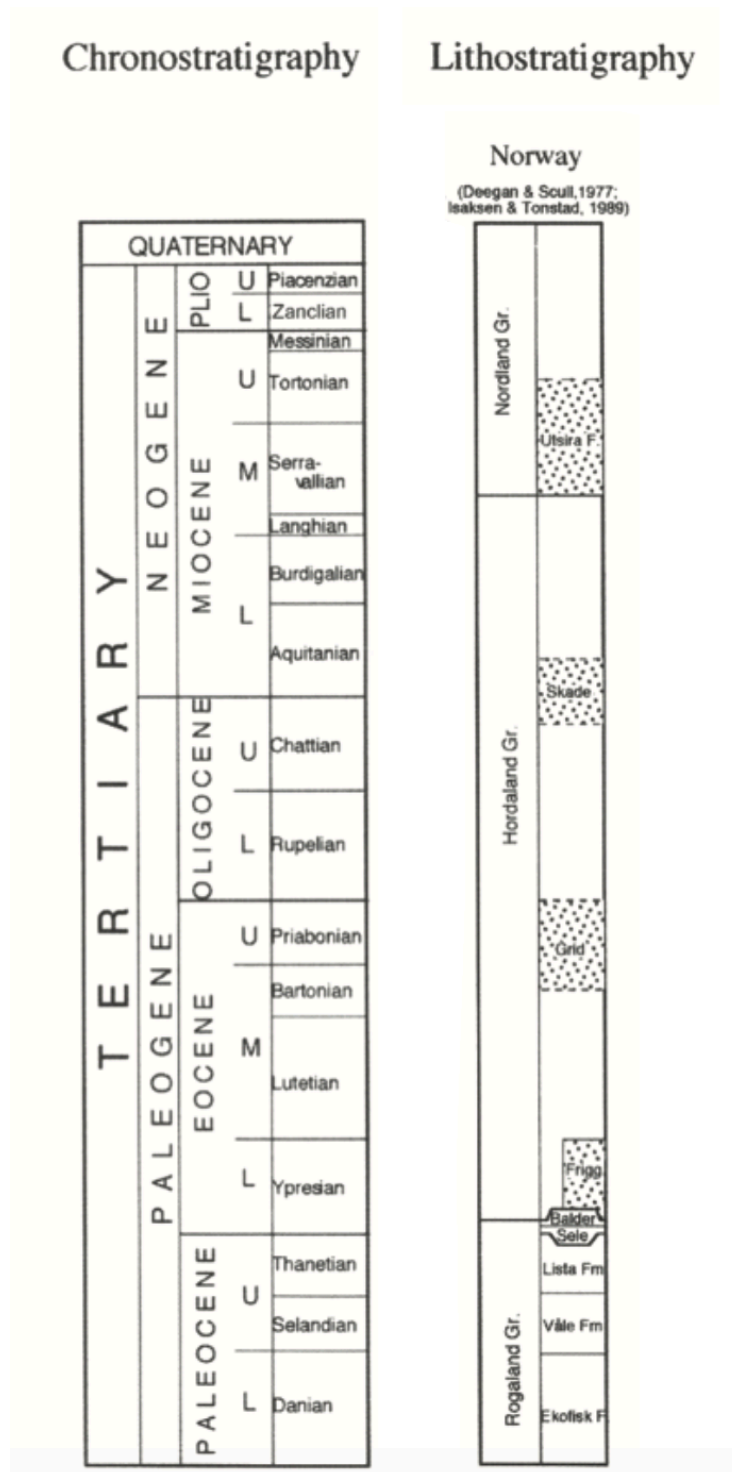 Chronostratigraphy
Lithostratigraphy
Norway
(Deegan & Scull,1977;
Isaksen & Tonstad, 1989)
QUATERNARY
TERTIARY
NEOGENE
PLIO
U
Piacenzian
L
Zanclian
MIOCENE
Messinian
U
Tortonian
M
Serra-
vallian
Langhian
Burdigalian
L
Aquitanian
PALEOGENE
OLIGOCENE
U
Chattian
L
Rupelian
EOCENE
U
Priabonian
Bartonian
M
Lutetian
L
Ypresian
PALEOCENE
Thanetian
U
Selandian
L
Danian
Nordland Gr.
Utsira F.
Hordaland Gr.
Skade
Grid
Frigg
Balder
Sele
Rogaland Gr.
Lista Fm
Våle Fm
Ekofisk F